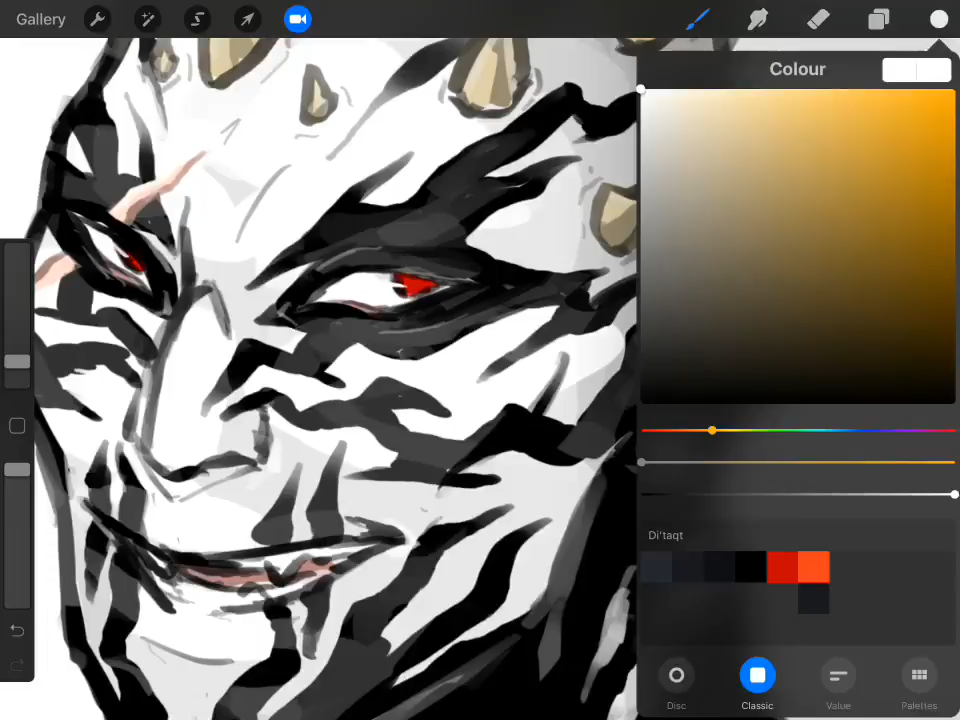 Gallery
Colour
Di'taqt
Disc
Classic
Value
Palettes